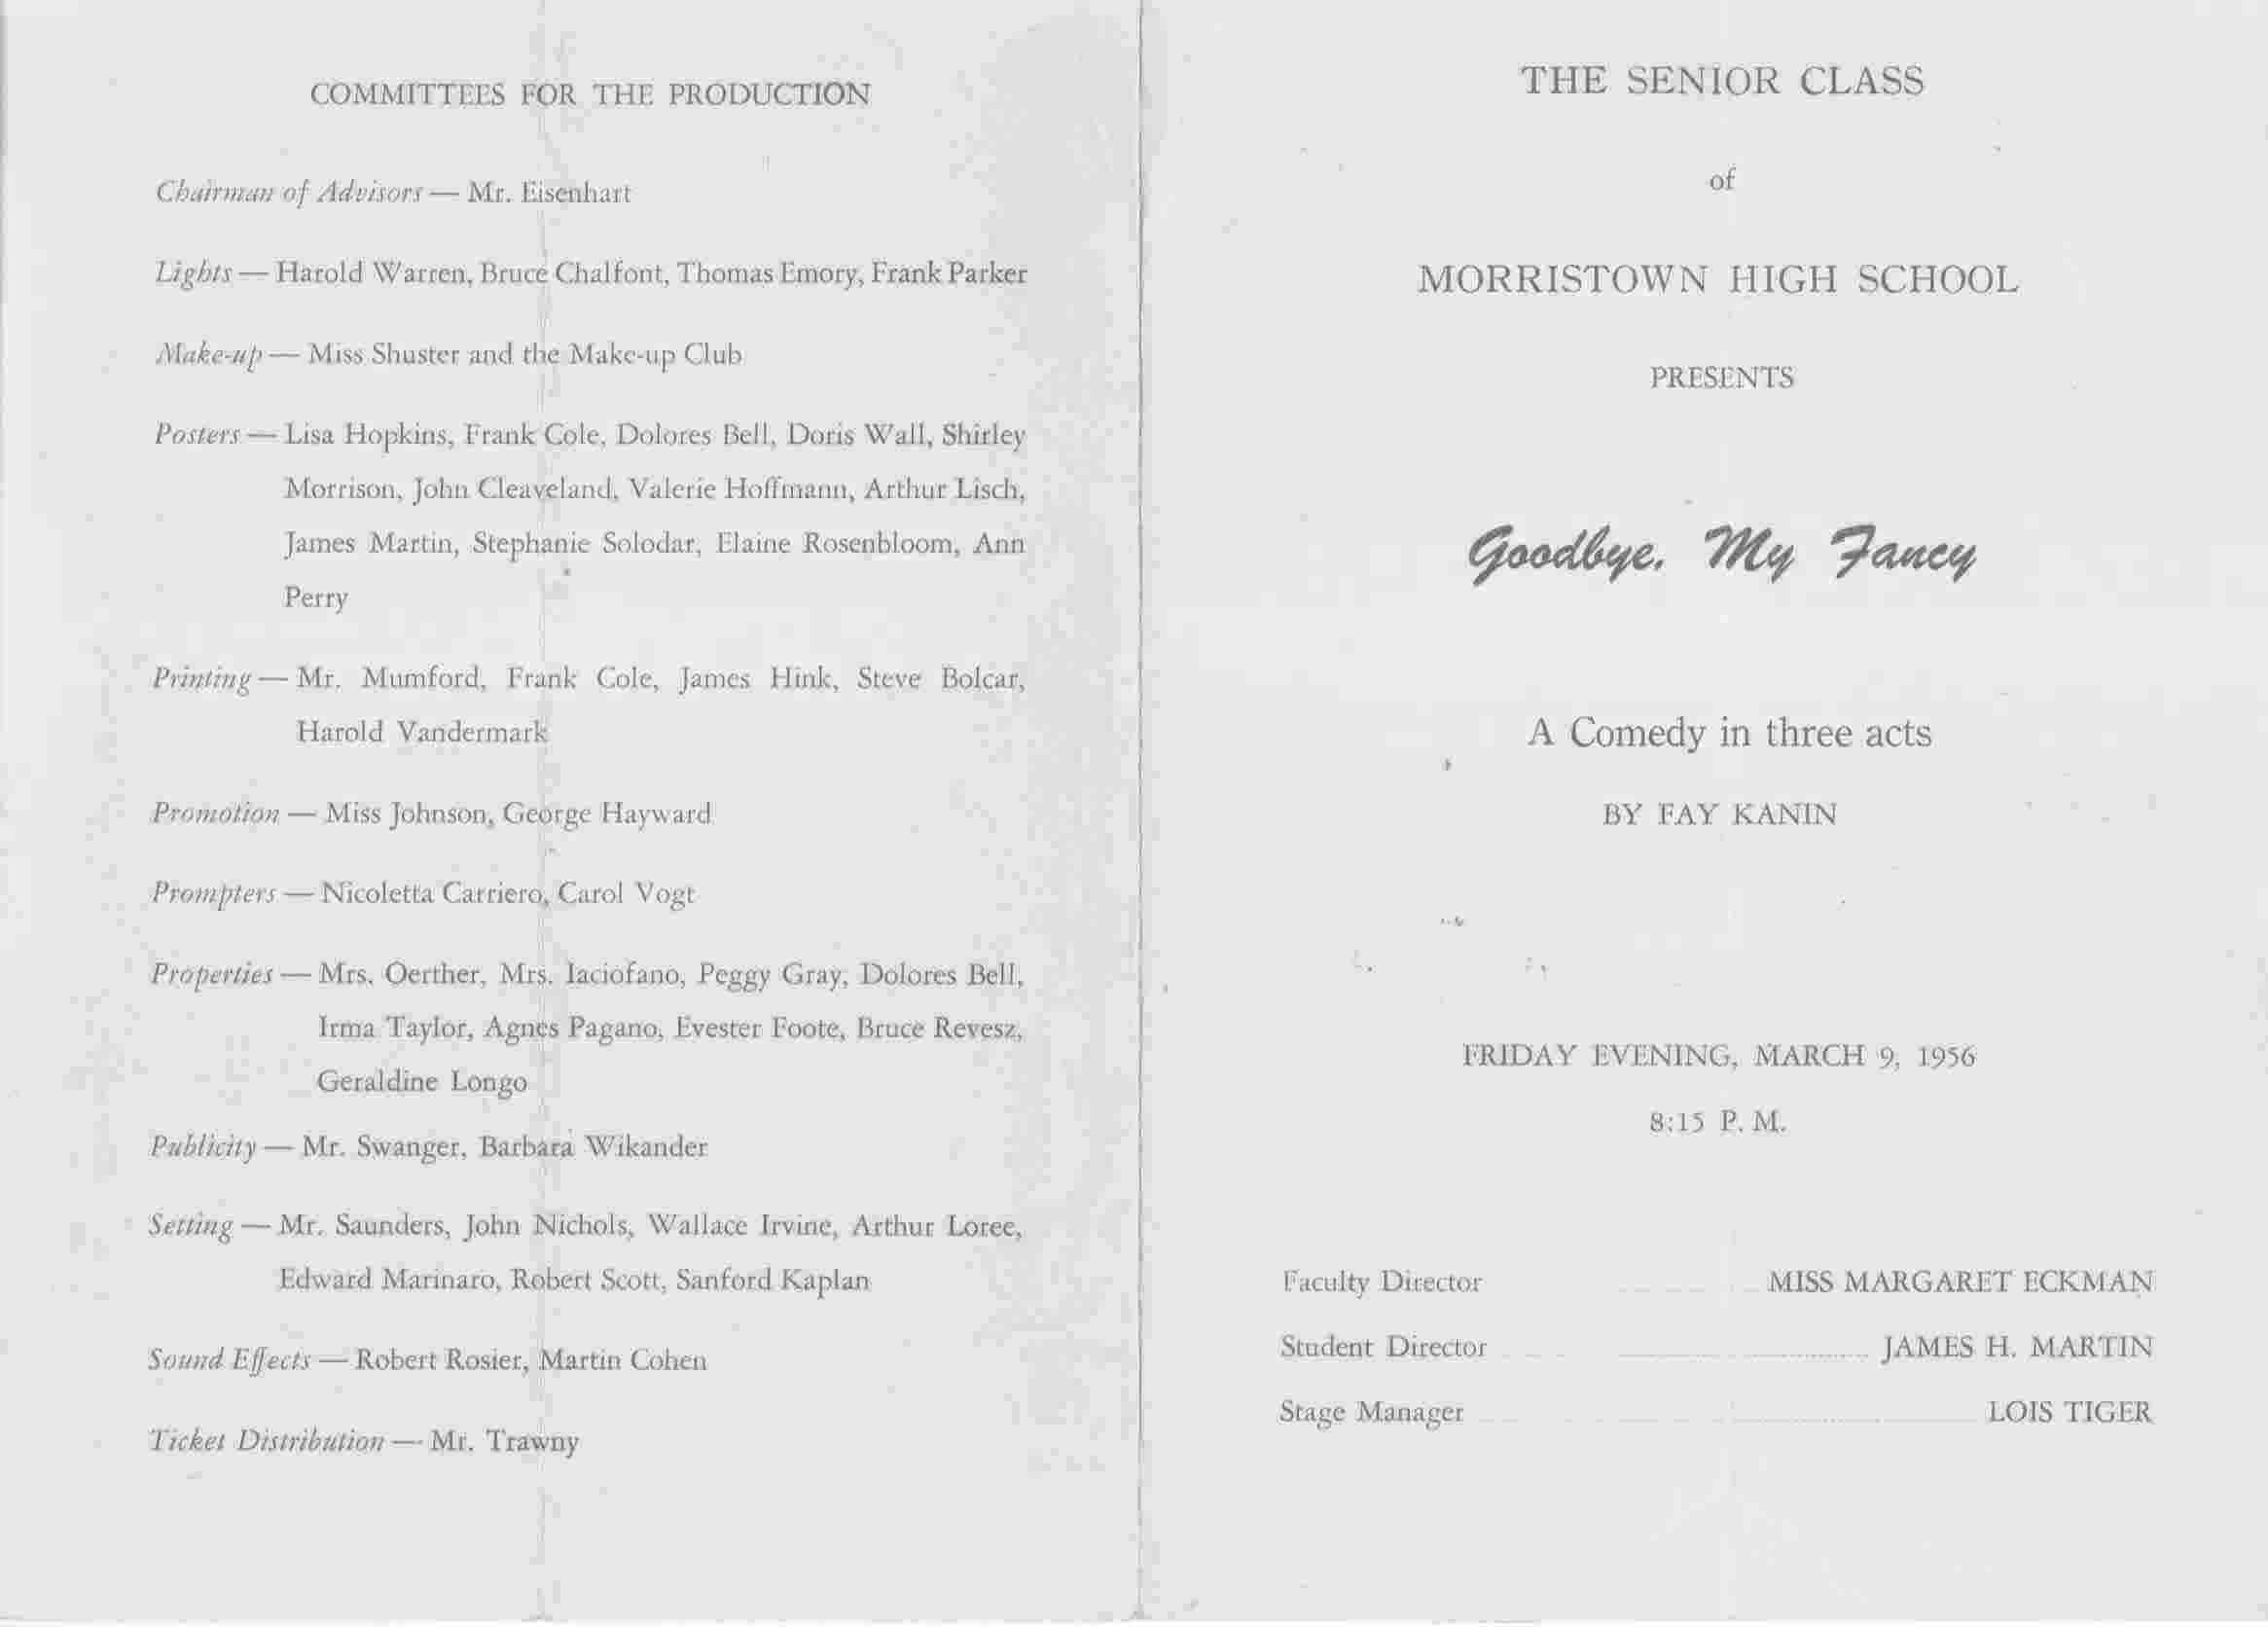 COMMITTEES FOR THE PRODUCTION
Chairman of Advisors — Mr. Eisenhart
Lights — Harold Warren, Bruce Chalfont, Thomas Emory, Frank Parker
Make-up — Miss Shuster and the Make-up Club
Posters — Lisa Hopkins, Frank Cole, Dolores Bell, Doris Wall, Shirley
Morrison, John Cleaveland, Valerie Hoffmann, Arthur Lisch,
James Martin, Stephanie Solodar, Elaine Rosenbloom, Ann
Perry
Printing — Mr. Mumford, Frank Cole, James Hink, Steve Bolcar,
Harold Vandermark
Promotion — Miss Johnson, George Hayward
Prompters — Nicoletta Carriero, Carol Vogt
Properties — Mrs. Oerther, Mrs. Iaciofano, Peggy Gray, Dolores Bell,
Irma Taylor, Agnes Pagano, Evester Foote, Bruce Revesz,
Geraldine Longo
Publicity — Mr. Swanger, Barbara Wikander
Setting — Mr. Saunders, John Nichols, Wallace Irvine, Arthur Loree,
Edward Marinaro, Robert Scott, Sanford Kaplan
Sound Effects — Robert Rosier, Martin Cohen
Ticket Distribution — Mr. Trawny
THE SENIOR CLASS
of
MORRISTOWN HIGH SCHOOL
PRESENTS
Goodbye, My Fancy
A Comedy in three acts
BY FAY KANIN
FRIDAY EVENING, MARCH 9, 1956
8:15 P. M.
Faculty Director MISS MARGARET ECKMAN
Student Director JAMES H. MARTIN
Stage Manager LOIS TIGER